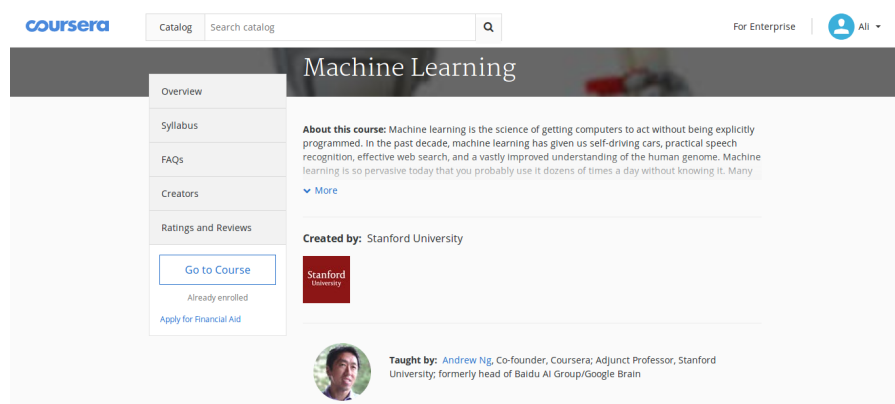 coursera
Catalog
Search catalog
For Enterprise
Ali
Machine Learning
Overview
Syllabus
FAQs
Creators
Ratings and Reviews
Go to Course
Already enrolled
Apply for Financial Aid
About this course: Machine learning is the science of getting computers to act without being explicitly
programmed. In the past decade, machine learning has given us self-driving cars, practical speech
recognition, effective web search, and a vastly improved understanding of the human genome. Machine
learning is so pervasive today that you probably use it dozens of times a day without knowing it. Many
More
Created by: Stanford University
Stanford
University
Taught by: Andrew Ng, Co-founder, Coursera; Adjunct Professor, Stanford
University; formerly head of Baidu AI Group/Google Brain